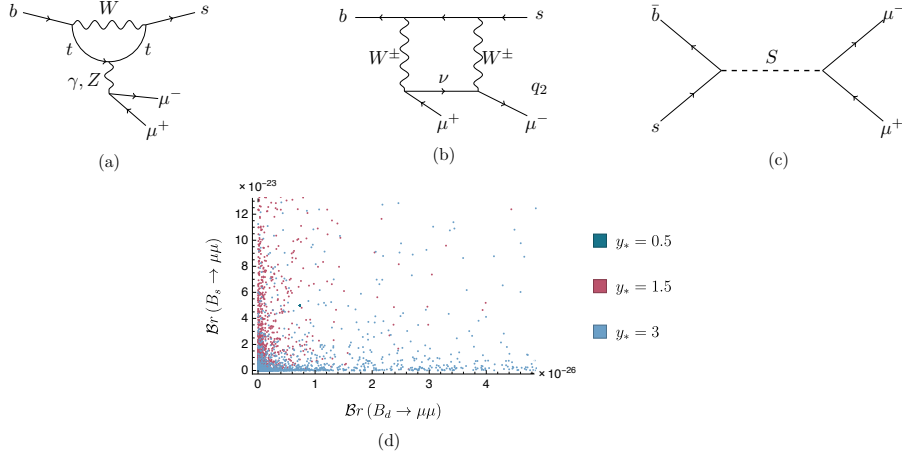 b W s
t t
γ, Z
μ⁻
μ⁺
(a)
b s
W± W±
ν
q₂
μ⁺ μ⁻
(b)
b̄ μ⁻
S
s μ⁺
(c)
× 10⁻²³
12
10
8
6
4
2
0
Br (Bₛ → μμ)
0 1 2 3 4
× 10⁻²⁶
Br (B_d → μμ)
y* = 0.5
y* = 1.5
y* = 3
(d)